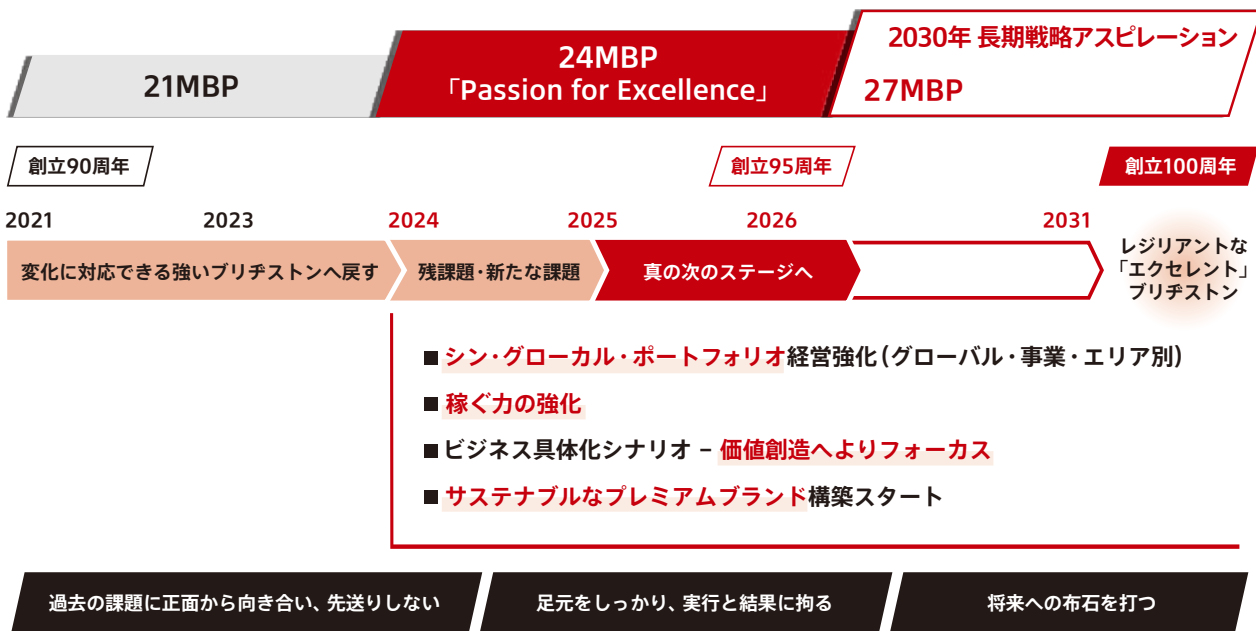 21MBP
24MBP
「Passion for Excellence」
2030年 長期戦略アスピレーション
27MBP
創立90周年
創立95周年
創立100周年
2021
2023
2024
2025
2026
2031
変化に対応できる強いブリヂストンへ戻す
残課題・新たな課題
真の次のステージへ
レジリアントな
「エクセレント」
ブリヂストン
■ シン・グローカル・ポートフォリオ経営強化（グローバル・事業・エリア別）
■ 稼ぐ力の強化
■ ビジネス具体化シナリオ − 価値創造へよりフォーカス
■ サステナブルなプレミアムブランド構築スタート
過去の課題に正面から向き合い、先送りしない
足元をしっかり、実行と結果に拘る
将来への布石を打つ